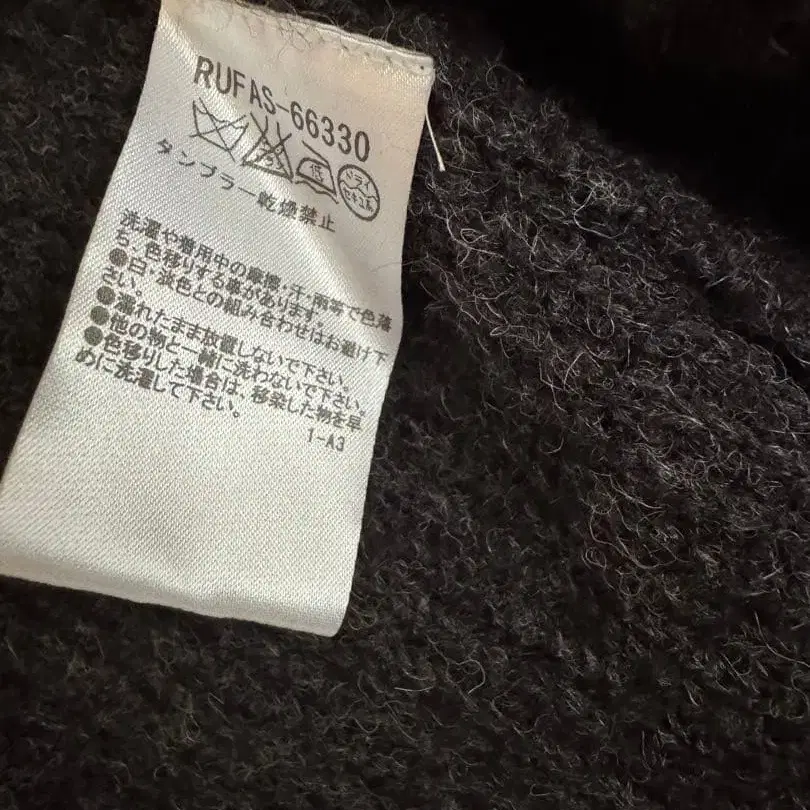 RUFAS-66330
低 ドライ セキユ系
タンブラー乾燥禁止
洗濯や着用中の摩擦・汗・雨等で色落
ち、色移りする事があります。
●白・淡色との組み合わせはお避け下
さい。
●濡れたまま放置しないで下さい。
●他の物と一緒に洗わないで下さい。
●色移りした場合は、移染した物を早
めに洗濯して下さい。
1-A3